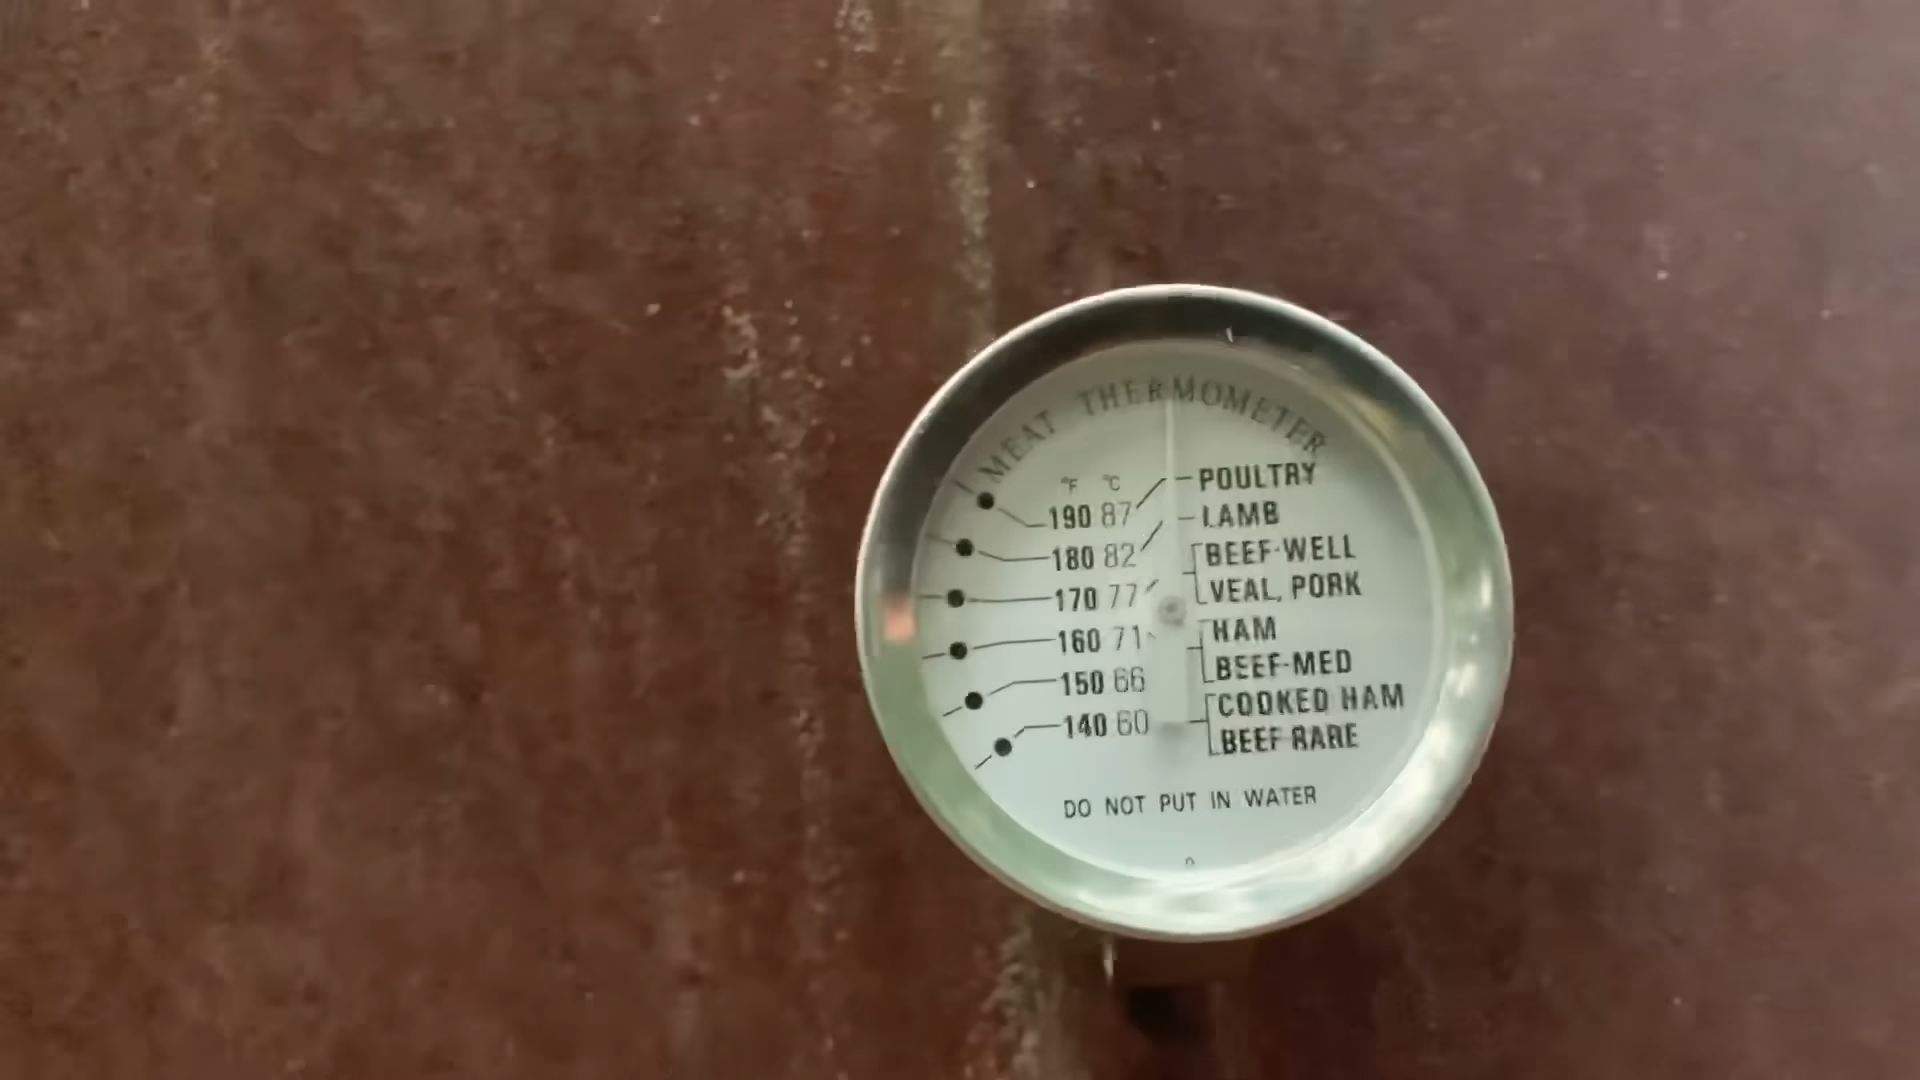 MEAT THERMOMETER
°F °C
190 87 POULTRY
180 82 LAMB
170 77 BEEF-WELL
VEAL, PORK
160 71 HAM
150 66 BEEF-MED
140 60 COOKED HAM
BEEF RARE
DO NOT PUT IN WATER